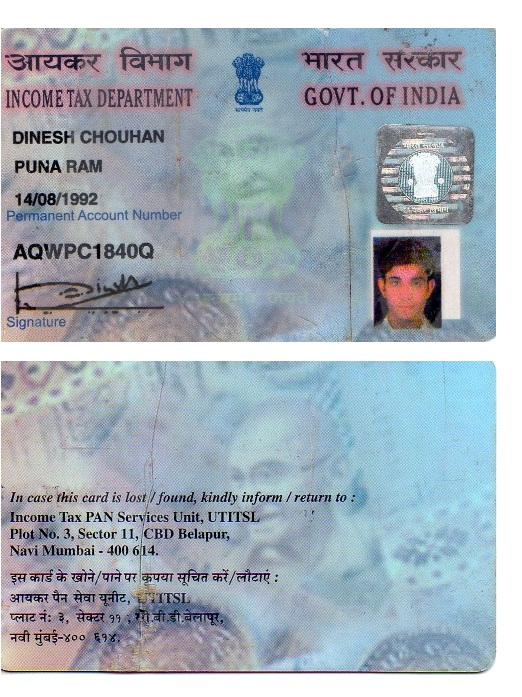 आयकर विभाग
INCOME TAX DEPARTMENT
सत्यमेव जयते
भारत सरकार
GOVT. OF INDIA
DINESH CHOUHAN
PUNA RAM
14/08/1992
Permanent Account Number
AQWPC1840Q
Signature
In case this card is lost / found, kindly inform / return to :
Income Tax PAN Services Unit, UTITSL
Plot No. 3, Sector 11, CBD Belapur,
Navi Mumbai - 400 614.
इस कार्ड के खोने/पाने पर कृपया सूचित करें/लौटाएं :
आयकर पैन सेवा यूनीट, UTITSL
प्लाट नं: ३, सेक्टर ११ , सी.बी.डी.बेलापूर,
नवी मुंबई-४०० ६१४.